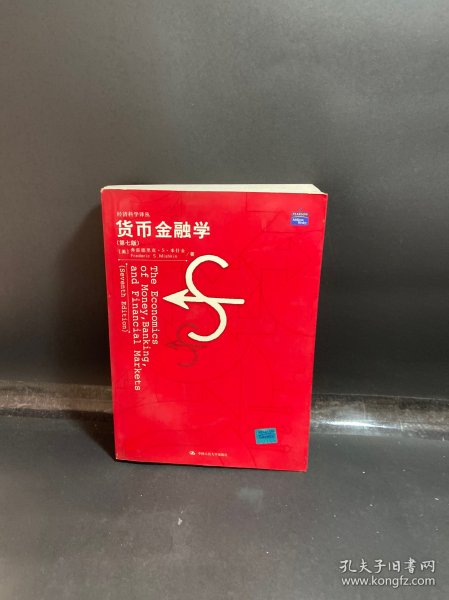 经济科学译丛
货币金融学
(第七版)
[美] 弗雷德里克·S·米什金
Frederic S. Mishkin
著
The Economics
of Money, Banking,
and Financial Markets
(Seventh Edition)
PEARSON
中国人民大学出版社
孔夫子旧书网
www.kongfz.com